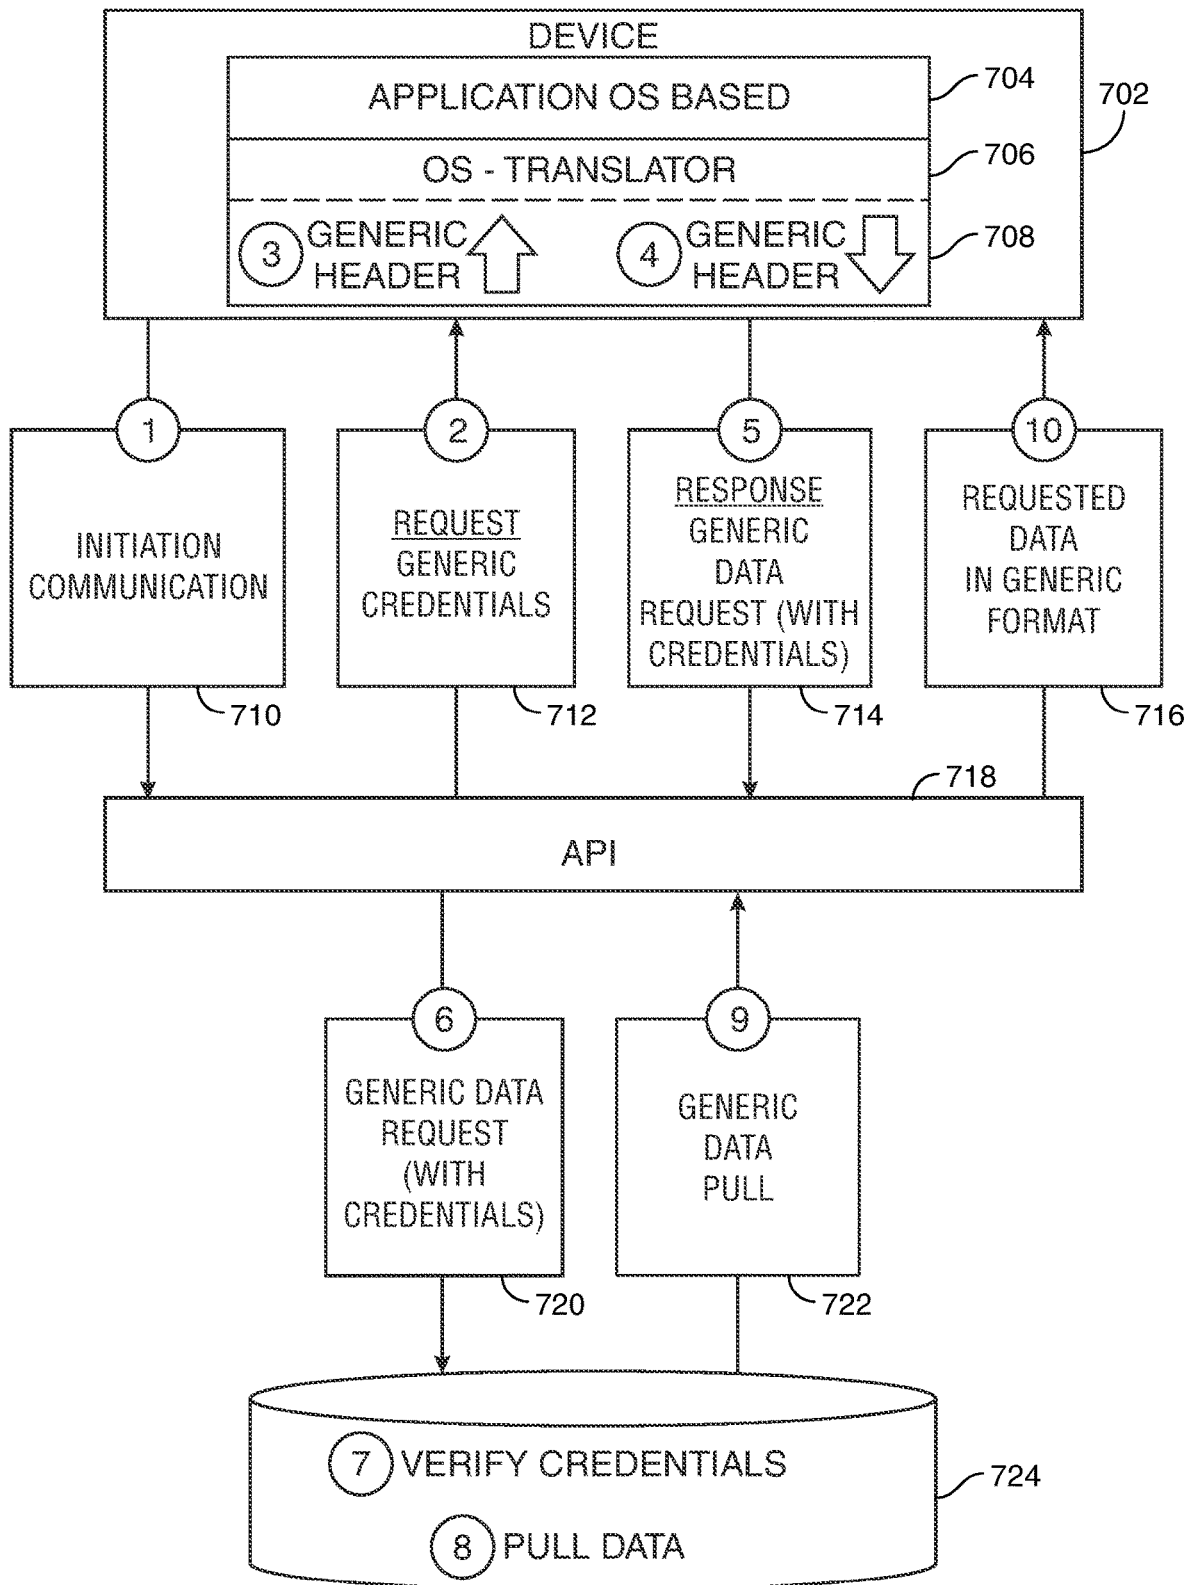 DEVICE
APPLICATION OS BASED
704
702
OS - TRANSLATOR
706
3 GENERIC HEADER
4 GENERIC HEADER
708
1
INITIATION
COMMUNICATION
710
2
REQUEST
GENERIC
CREDENTIALS
712
5
RESPONSE
GENERIC
DATA
REQUEST (WITH
CREDENTIALS)
714
10
REQUESTED
DATA
IN GENERIC
FORMAT
716
718
API
6
GENERIC DATA
REQUEST
(WITH
CREDENTIALS)
720
9
GENERIC
DATA
PULL
722
7 VERIFY CREDENTIALS
724
8 PULL DATA